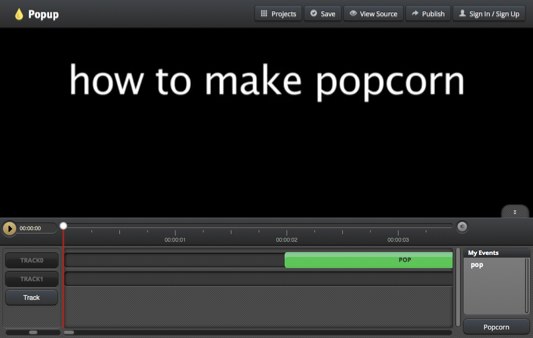 Popup
Projects
Save
View Source
Publish
Sign In / Sign Up
how to make popcorn
00:00:00
00:00:01
00:00:02
00:00:03
TRACK0
POP
TRACK1
Track
My Events
pop
Popcorn